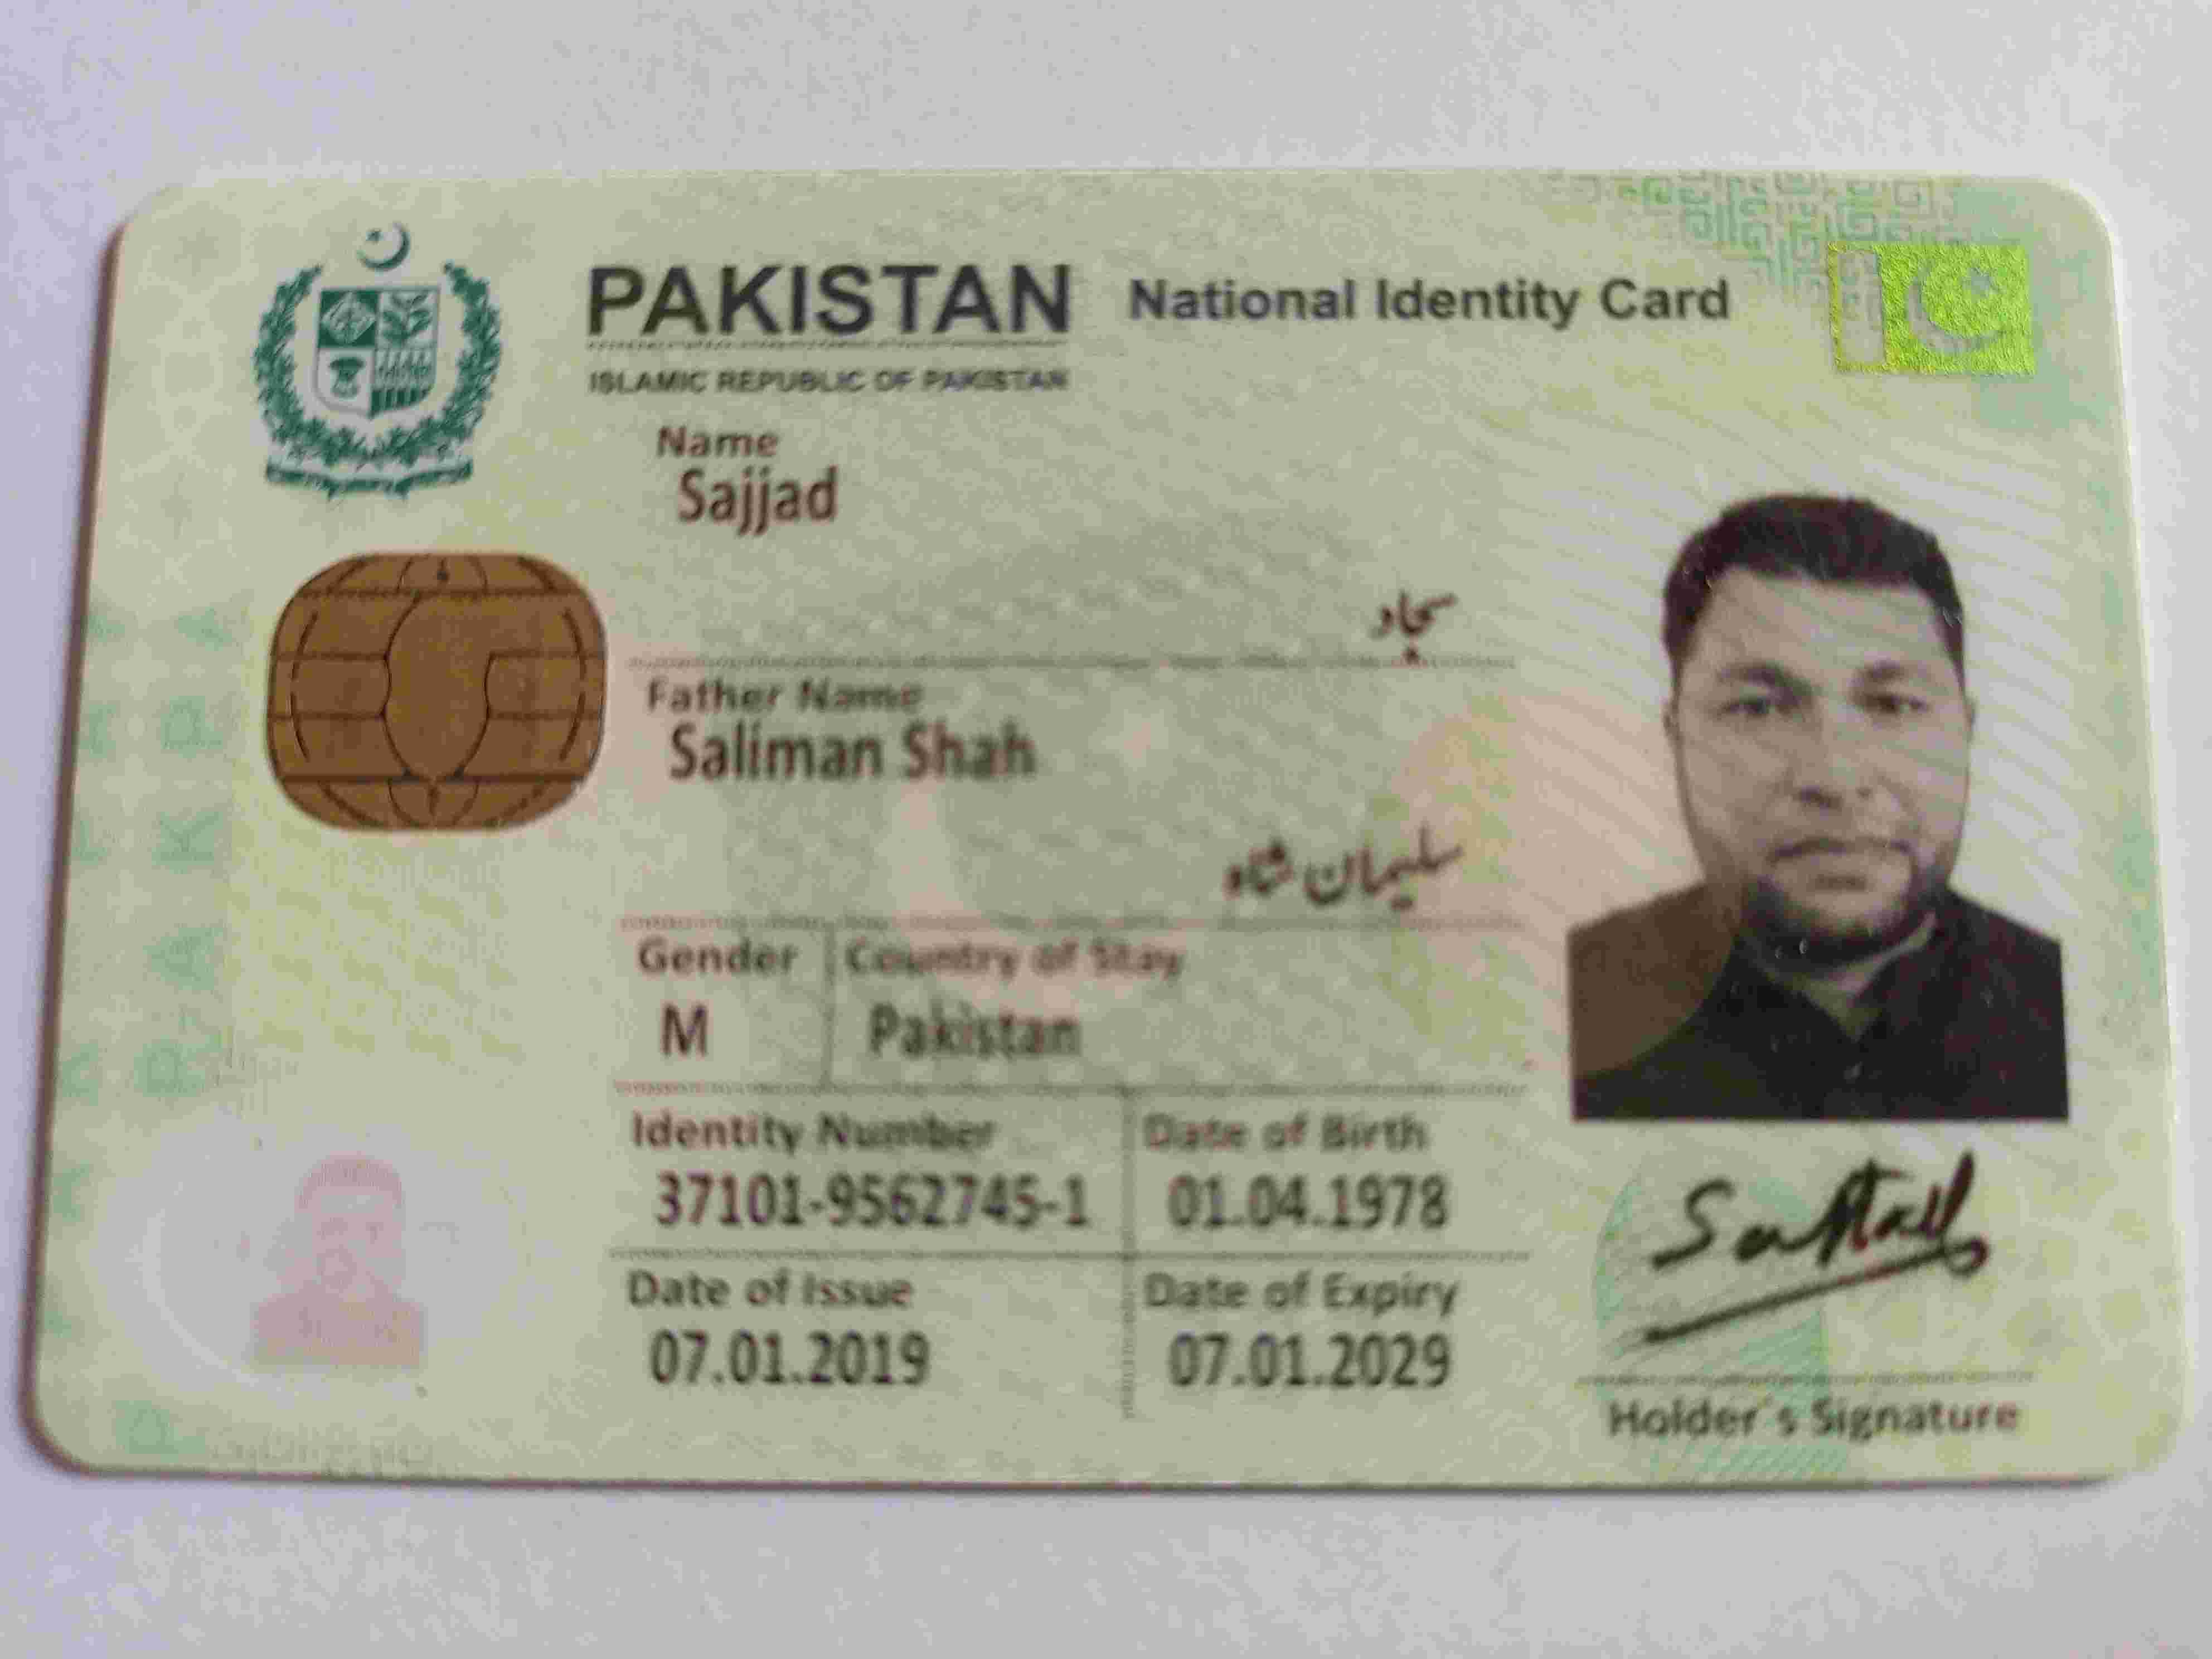 PAKISTAN National Identity Card
ISLAMIC REPUBLIC OF PAKISTAN
Name
Sajjad
سجاد
Father Name
Saliman Shah
سلیمان شاہ
Gender Country of Stay
M Pakistan
Identity Number Date of Birth
37101-9562745-1 01.04.1978
Date of Issue Date of Expiry
07.01.2019 07.01.2029
Holder's Signature